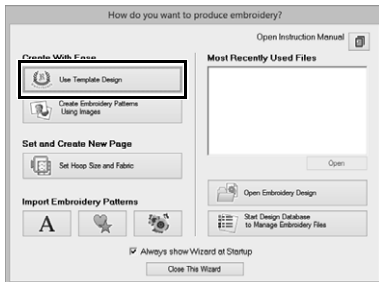 How do you want to produce embroidery?
Open Instruction Manual
Create With Ease
Use Template Design
Create Embroidery Patterns
Using Images
Set and Create New Page
Set Hoop Size and Fabric
Import Embroidery Patterns
A
Most Recently Used Files
Open
Open Embroidery Design
Start Design Database
to Manage Embroidery Files
Always show Wizard at Startup
Close This Wizard